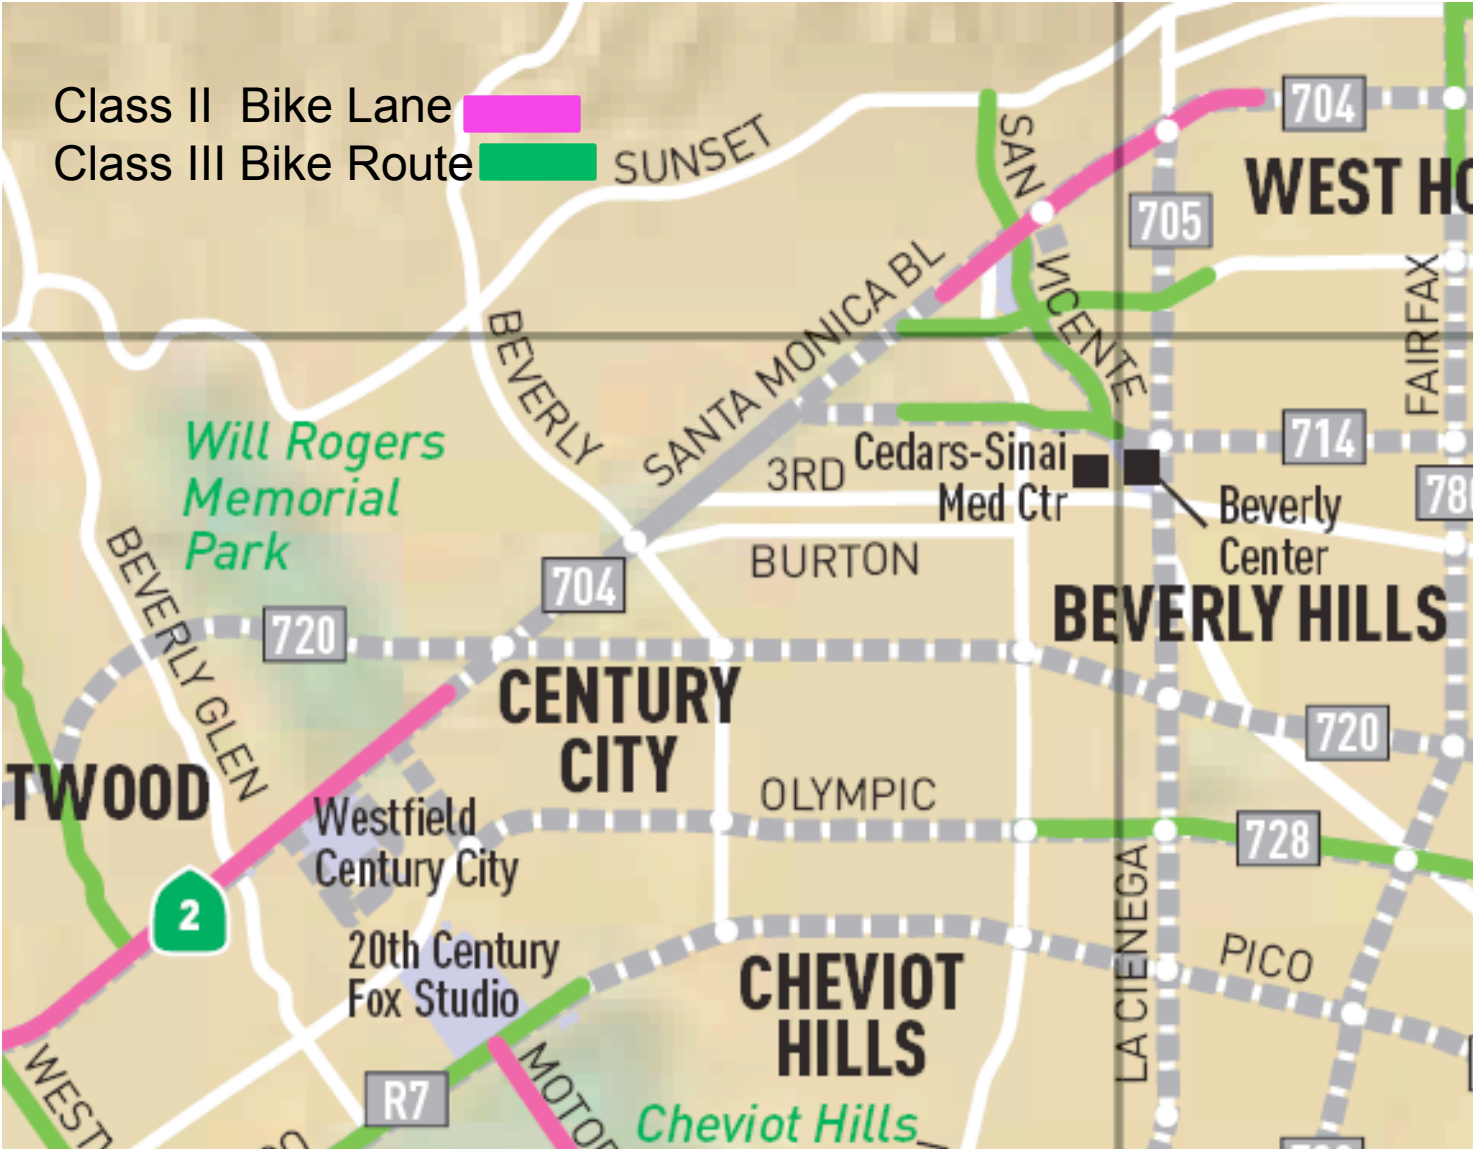 Class II  Bike Lane
Class III Bike Route
SUNSET
SAN
VICENTE
704
WEST HO
705
FAIRFAX
SANTA MONICA BL
BEVERLY
Will Rogers
Memorial
Park
714
3RD
Cedars-Sinai
Med Ctr
Beverly
Center
BURTON
BEVERLY HILLS
BEVERLY GLEN
704
720
CENTURY
CITY
720
TWOOD
OLYMPIC
Westfield
Century City
728
2
LA CIENEGA
20th Century
Fox Studio
CHEVIOT
HILLS
PICO
WEST
MOTOR
R7
Cheviot Hills